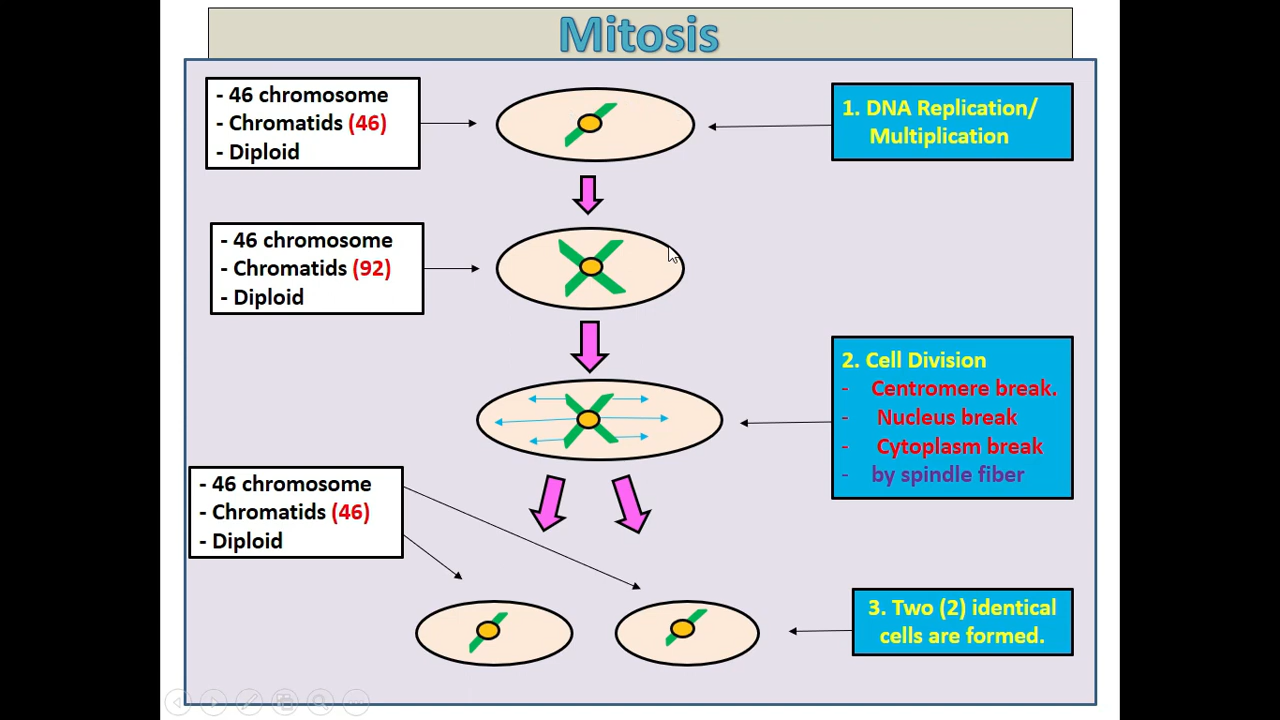 Mitosis
- 46 chromosome
- Chromatids (46)
- Diploid
1. DNA Replication/
Multiplication
- 46 chromosome
- Chromatids (92)
- Diploid
2. Cell Division
- Centromere break.
- Nucleus break
- Cytoplasm break
- by spindle fiber
- 46 chromosome
- Chromatids (46)
- Diploid
3. Two (2) identical
cells are formed.